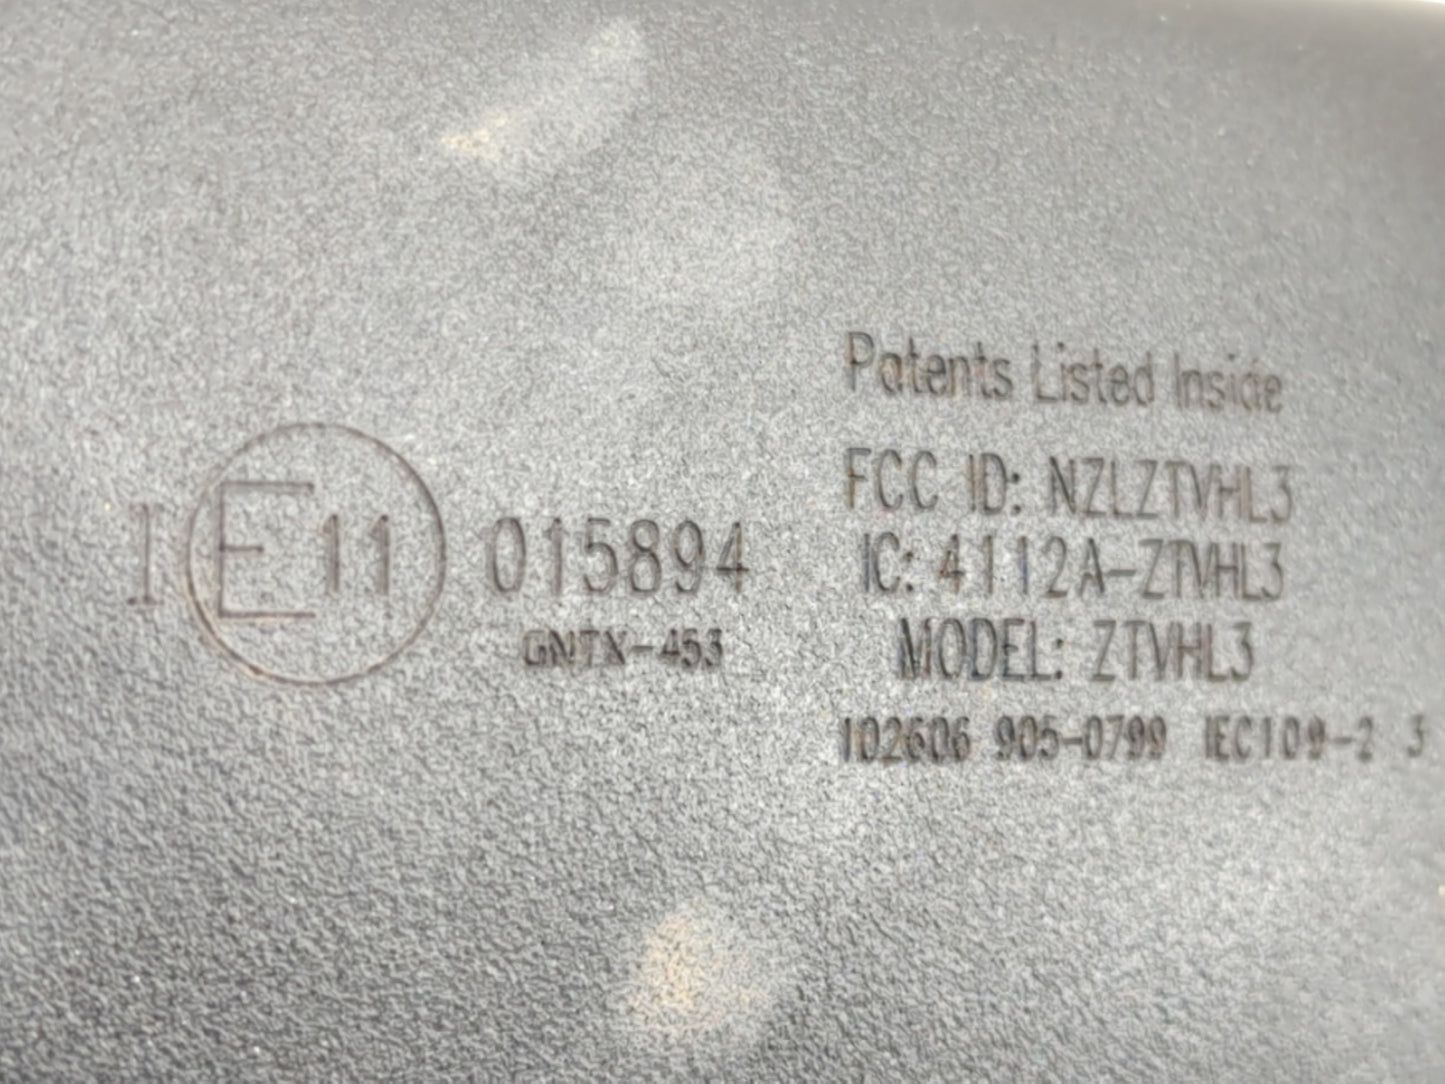 I E 11 015894
GNTX-453
Patents Listed Inside
FCC ID: NZLZTVHL3
IC: 4112A-ZTVHL3
MODEL: ZTVHL3
102606 905-0799 IEC109-2 3